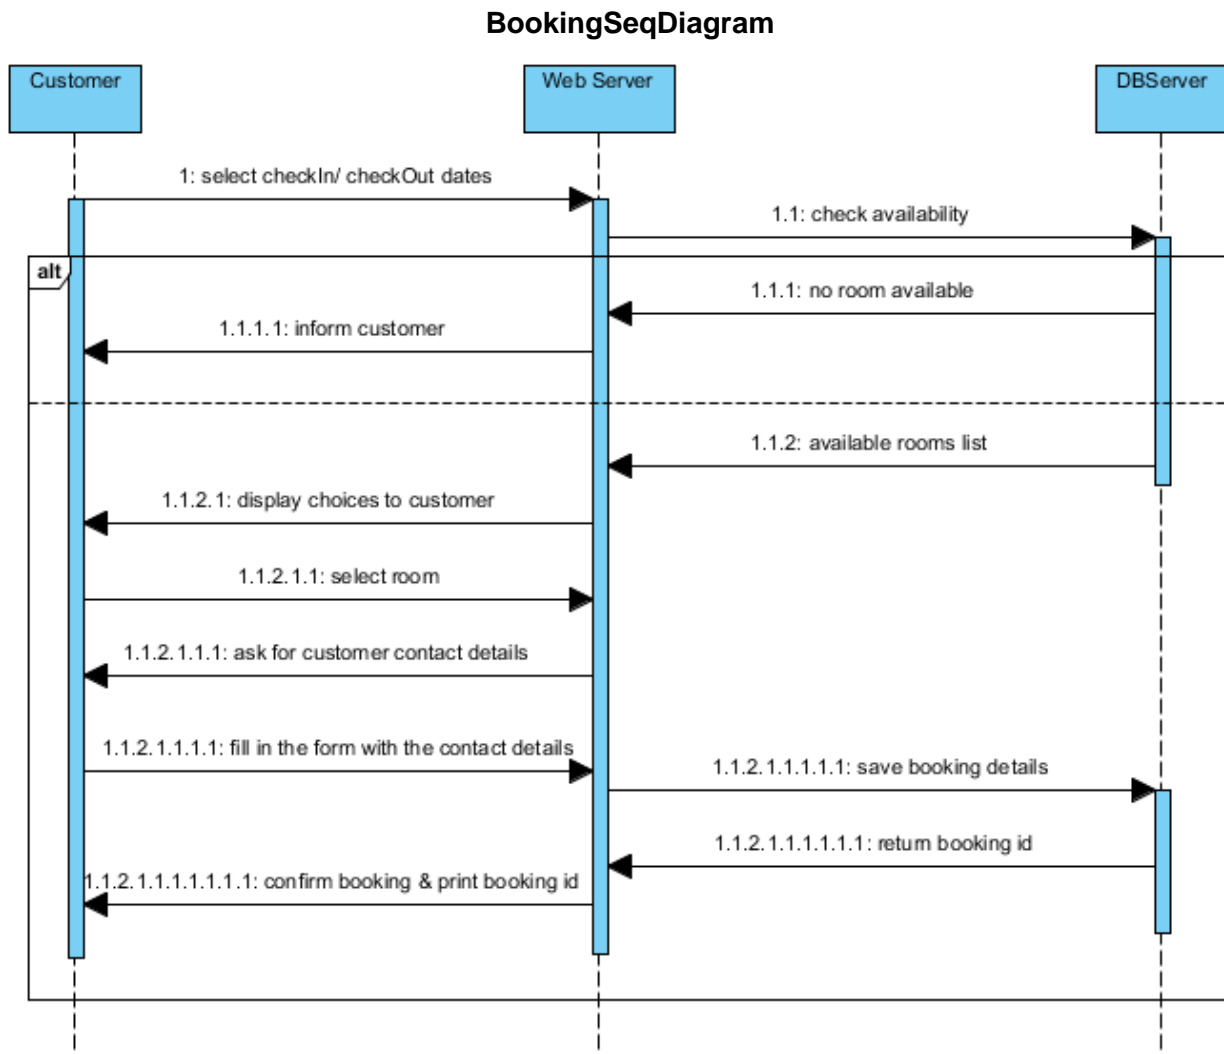 BookingSeqDiagram
Customer
Web Server
DBServer
1: select checkIn/ checkOut dates
1.1: check availability
alt
1.1.1: no room available
1.1.1.1: inform customer
1.1.2: available rooms list
1.1.2.1: display choices to customer
1.1.2.1.1: select room
1.1.2.1.1.1: ask for customer contact details
1.1.2.1.1.1.1: fill in the form with the contact details
1.1.2.1.1.1.1.1: save booking details
1.1.2.1.1.1.1.1.1: return booking id
1.1.2.1.1.1.1.1.1.1: confirm booking & print booking id